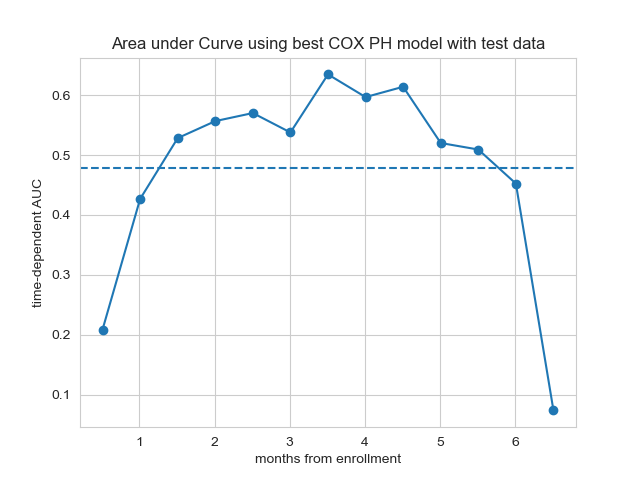 Area under Curve using best COX PH model with test data
time-dependent AUC
0.6
0.5
0.4
0.3
0.2
0.1
1 2 3 4 5 6
months from enrollment